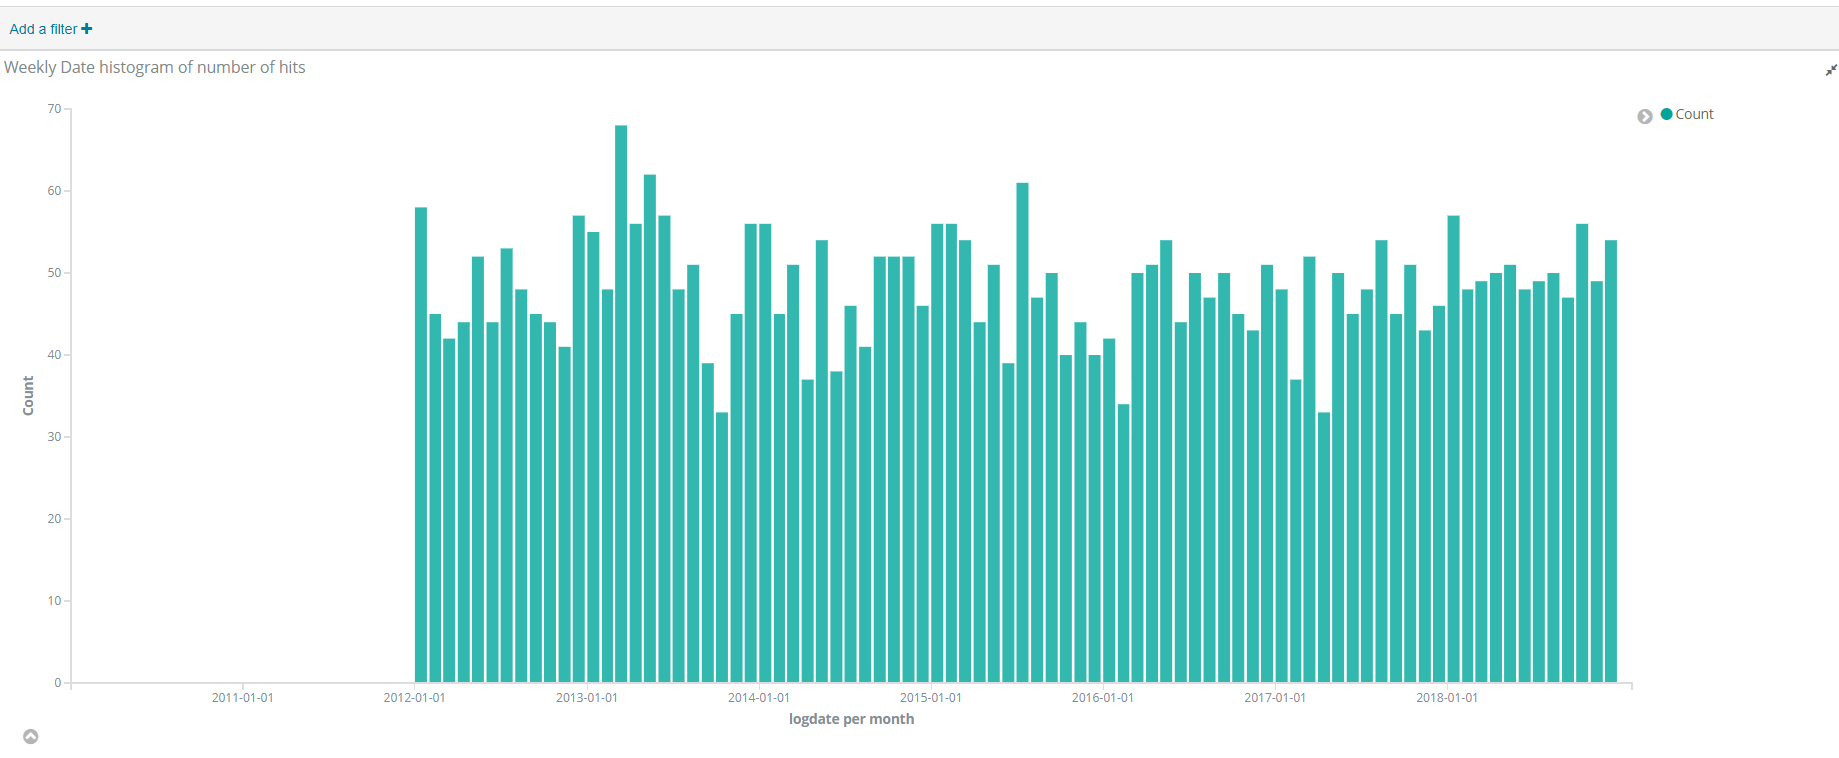 Add a filter
Weekly Date histogram of number of hits
Count
70
60
50
40
30
20
10
0
Count
2011-01-01 2012-01-01 2013-01-01 2014-01-01 2015-01-01 2016-01-01 2017-01-01 2018-01-01
logdate per month